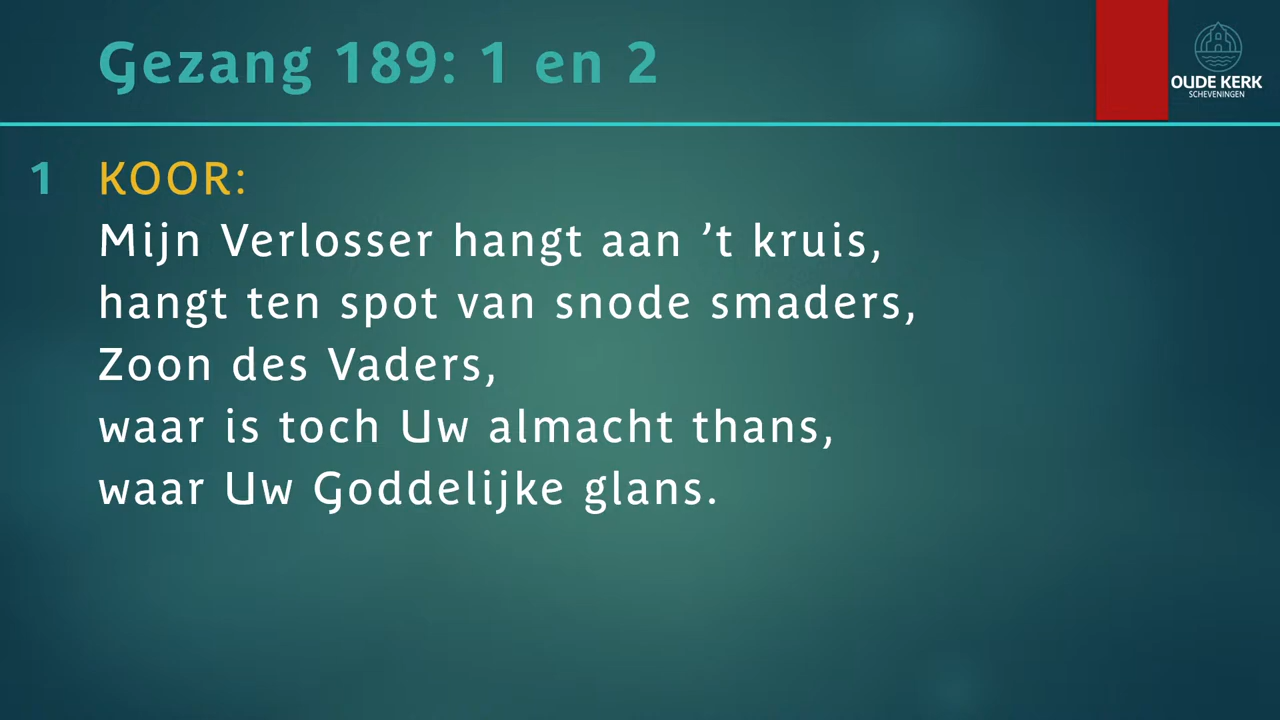 Gezang 189: 1 en 2
OUDE KERK
SCHEVENINGEN
1 KOOR:
Mijn Verlosser hangt aan ’t kruis,
hangt ten spot van snode smaders,
Zoon des Vaders,
waar is toch Uw almacht thans,
waar Uw Goddelijke glans.